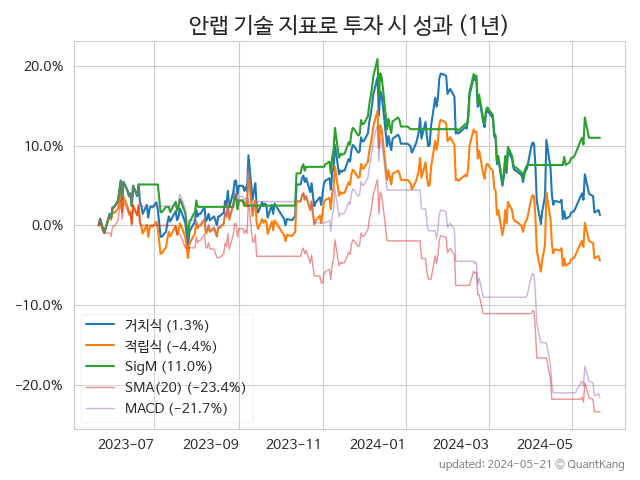 안랩 기술 지표로 투자 시 성과 (1년)
20.0%
10.0%
0.0%
−10.0%
−20.0%
거치식 (1.3%)
적립식 (−4.4%)
SigM (11.0%)
SMA(20) (−23.4%)
MACD (−21.7%)
2023-07
2023-09
2023-11
2024-01
2024-03
2024-05
updated: 2024-05-21 ⓒ QuantKang